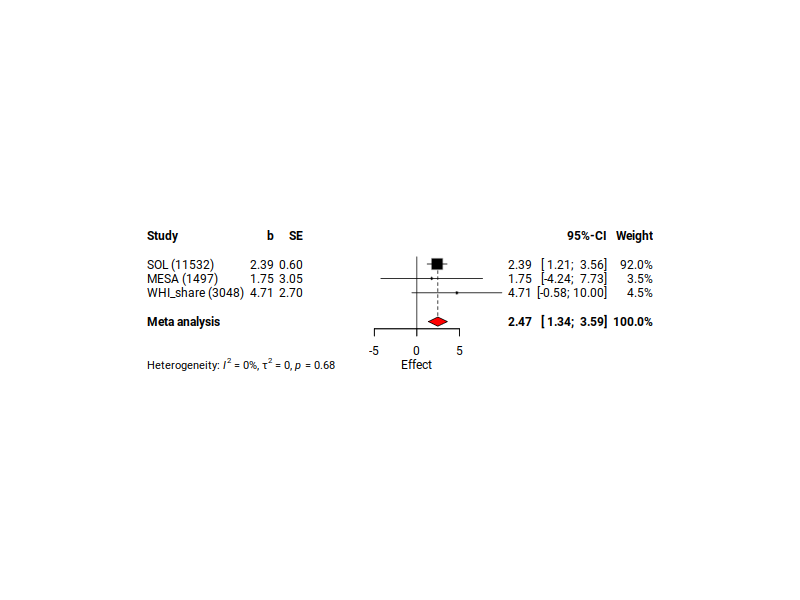 Study b SE 95%-CI Weight
SOL (11532) 2.39 0.60 2.39 [ 1.21; 3.56] 92.0%
MESA (1497) 1.75 3.05 1.75 [-4.24; 7.73] 3.5%
WHI_share (3048) 4.71 2.70 4.71 [-0.58; 10.00] 4.5%
Meta analysis 2.47 [ 1.34; 3.59] 100.0%
-5 0 5
Heterogeneity: I² = 0%, τ² = 0, p = 0.68 Effect